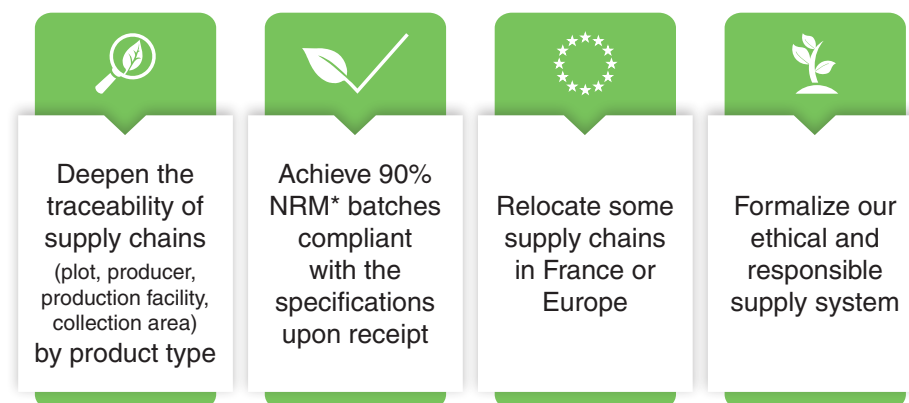 Deepen the
traceability of
supply chains
(plot, producer,
production facility,
collection area)
by product type
Achieve 90%
NRM* batches
compliant
with the
specifications
upon receipt
Relocate some
supply chains
in France or
Europe
Formalize our
ethical and
responsible
supply system